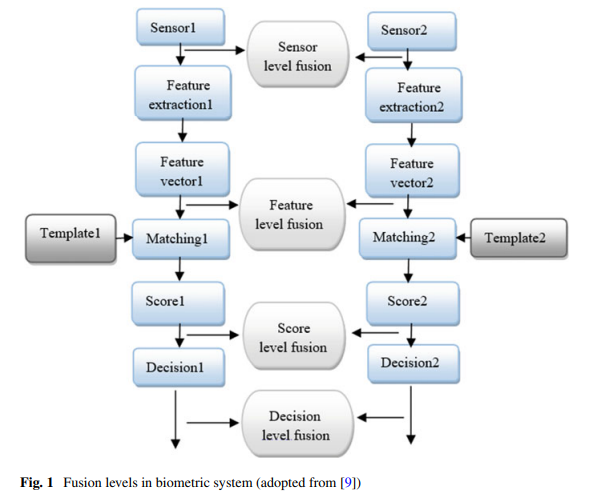 Sensor1
Sensor2
Sensor
level fusion
Feature
extraction1
Feature
extraction2
Feature
vector1
Feature
vector2
Feature
level fusion
Template1
Matching1
Matching2
Template2
Score1
Score2
Score
level fusion
Decision1
Decision2
Decision
level fusion
Fig. 1 Fusion levels in biometric system (adopted from [9])